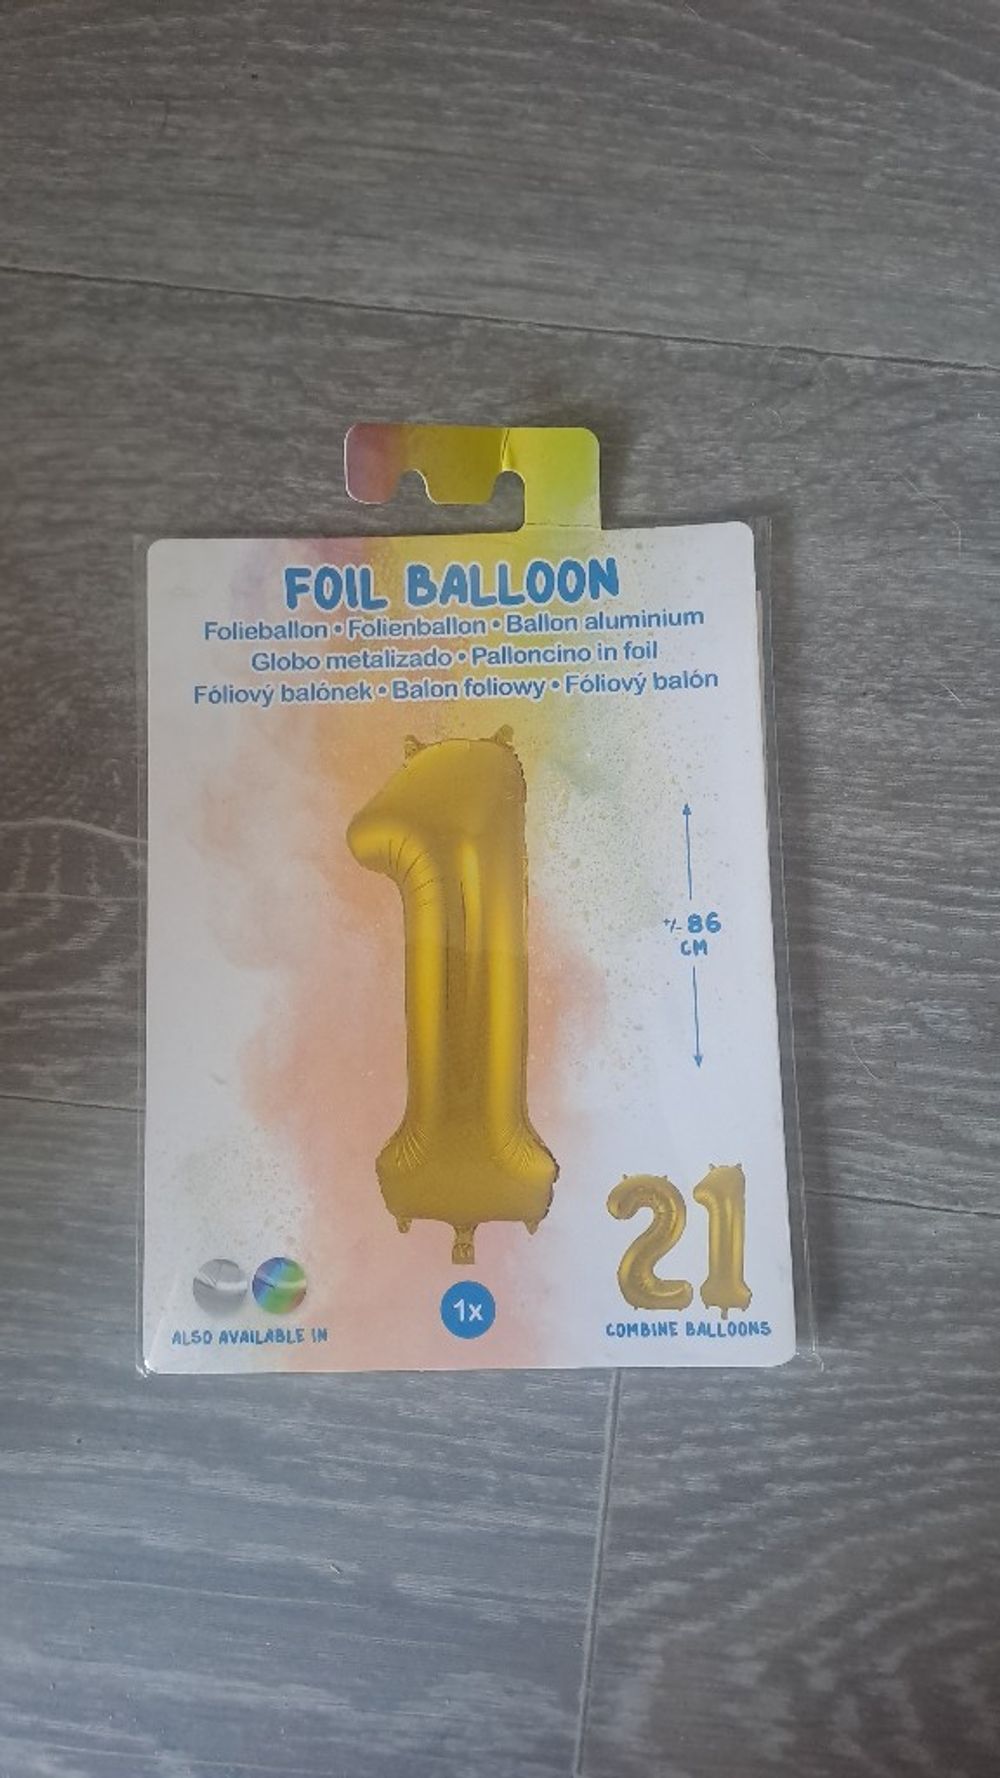 FOIL BALLOON
Folieballon • Folienballon • Ballon aluminium
Globo metalizado • Palloncino in foil
Fóliový balónek • Balon foliowy • Fóliový balón
+/- 86
CM
21
1x
ALSO AVAILABLE IN
COMBINE BALLOONS